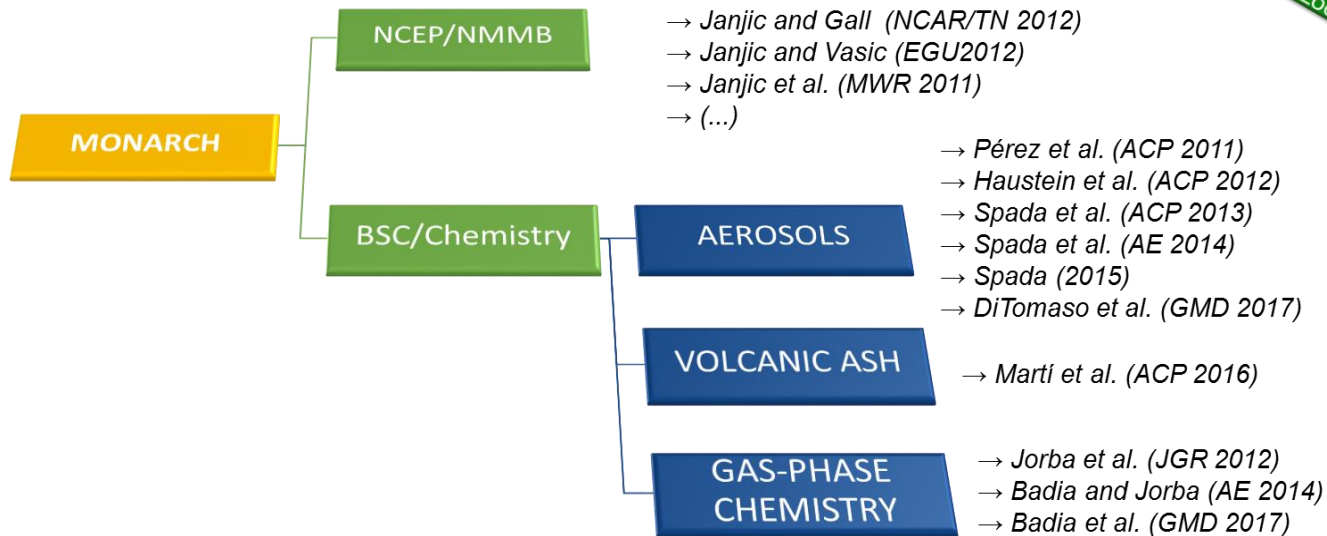 NCEP/NMMB
→ Janjic and Gall (NCAR/TN 2012)
→ Janjic and Vasic (EGU2012)
→ Janjic et al. (MWR 2011)
→ (...)
MONARCH
BSC/Chemistry
AEROSOLS
→ Pérez et al. (ACP 2011)
→ Haustein et al. (ACP 2012)
→ Spada et al. (ACP 2013)
→ Spada et al. (AE 2014)
→ Spada (2015)
→ DiTomaso et al. (GMD 2017)
VOLCANIC ASH
→ Martí et al. (ACP 2016)
GAS-PHASE
CHEMISTRY
→ Jorba et al. (JGR 2012)
→ Badia and Jorba (AE 2014)
→ Badia et al. (GMD 2017)